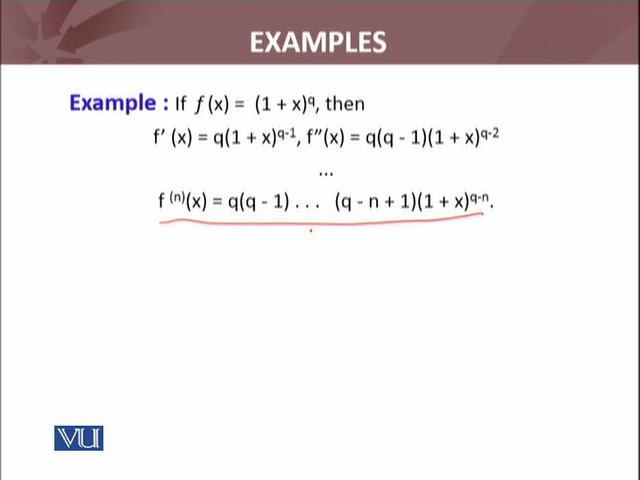 EXAMPLES
Example : If f (x) = (1 + x)^q, then
f' (x) = q(1 + x)^q-1, f"(x) = q(q - 1)(1 + x)^q-2
...
f ^(n)(x) = q(q - 1) . . . (q - n + 1)(1 + x)^q-n.
VU